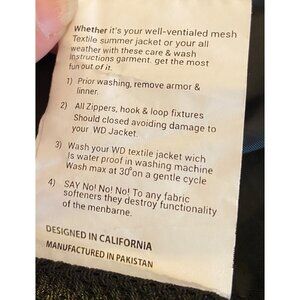 Whether it's your well-ventialed mesh
Textile summer jacket or your all
weather with these care & wash
instructions garment. get the most
fun out of it.
1) Prior washing, remove armor &
linner.
2) All Zippers, hook & loop fixtures
Should closed avoiding damage to
your WD Jacket.
3) Wash your WD textile jacket wich
Is water proof in washing machine
Wash max at 30°on a gentle cycle
4) SAY No! No! No! To any fabric
softeners they destroy functionality
of the menbarne.
DESIGNED IN CALIFORNIA
MANUFACTURED IN PAKISTAN